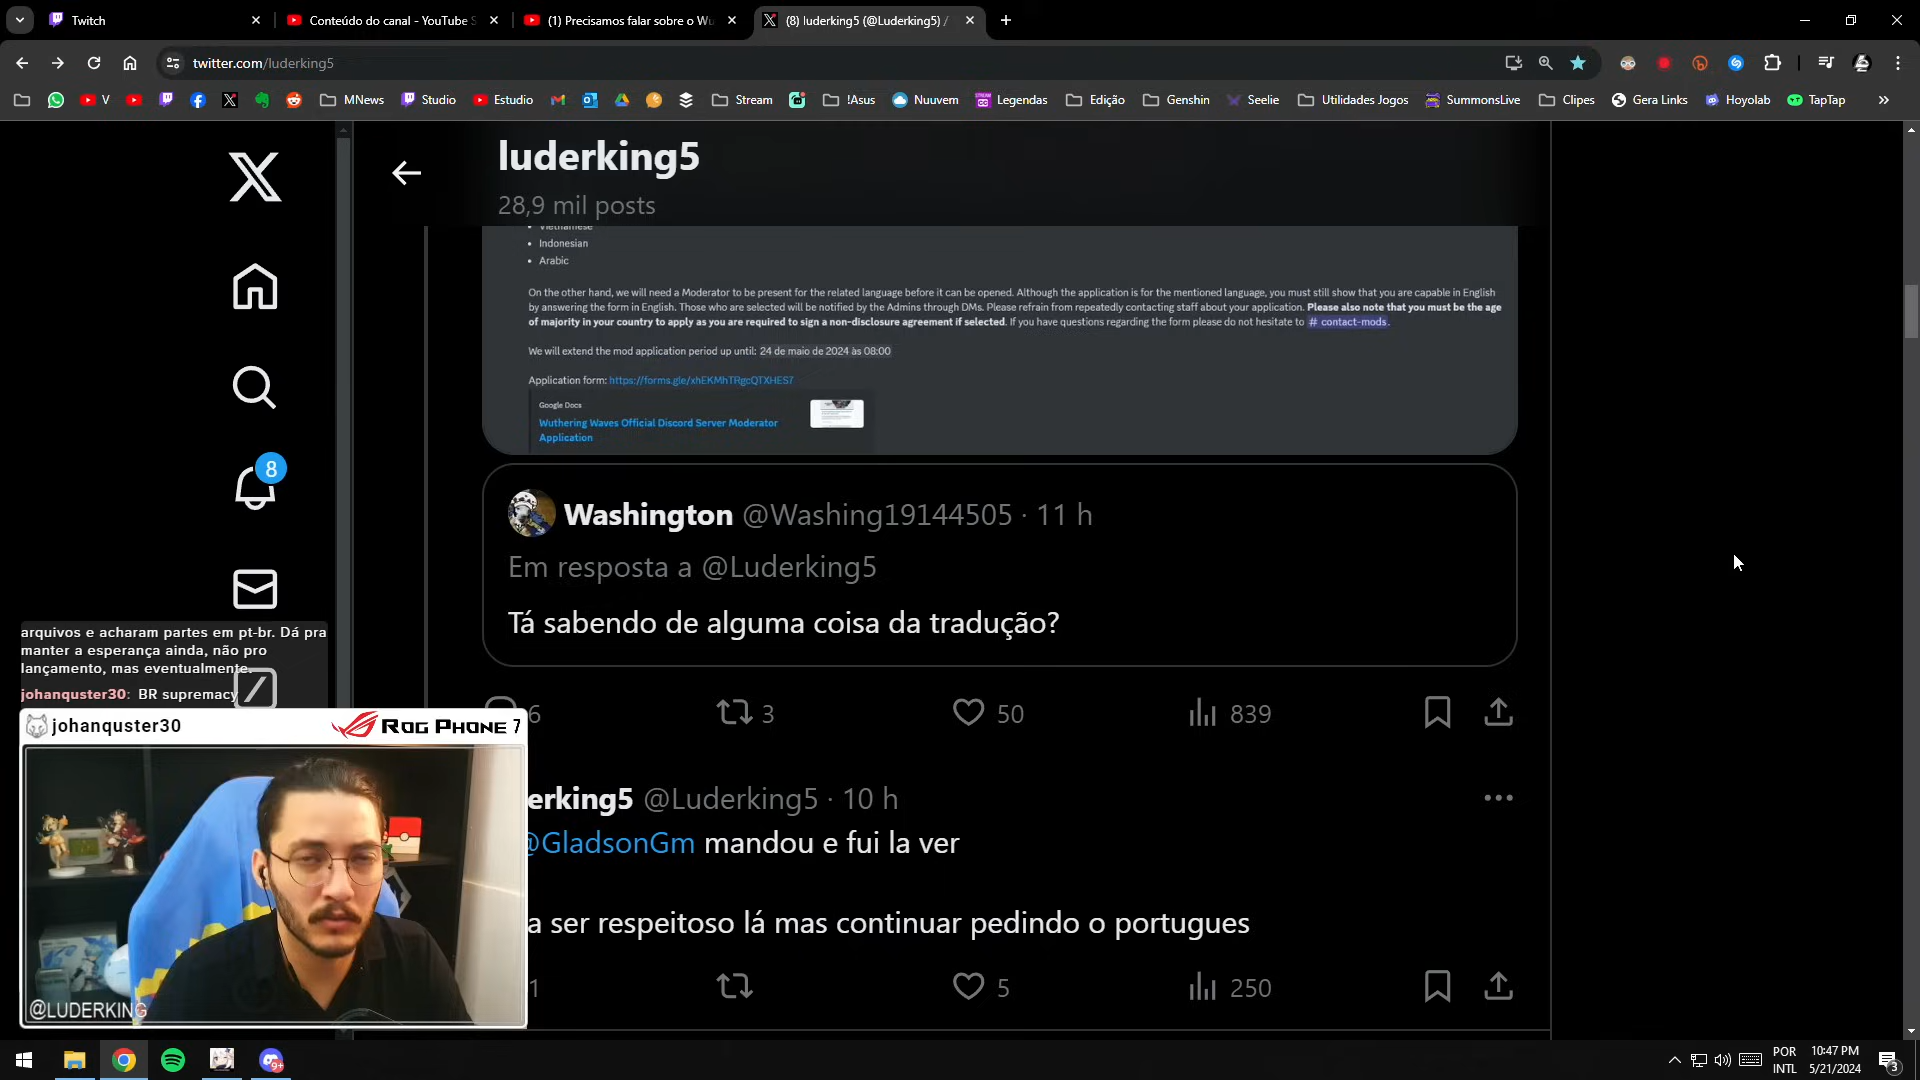 Twitch
Conteúdo do canal - YouTube S
(1) Precisamos falar sobre o Wu
(8) luderking5 (@Luderking5) /
twitter.com/luderking5
V
MNews
Studio
Estudio
Stream
!Asus
Nuuvem
Legendas
Edição
Genshin
Seelie
Utilidades Jogos
SummonsLive
Clipes
Gera Links
Hoyolab
TapTap
luderking5
28,9 mil posts
• Vietnamese
• Indonesian
• Arabic
On the other hand, we will need a Moderator to be present for the related language before it can be opened. Although the application is for the mentioned language, you must still show that you are capable in English
by answering the form in English. Those who are selected will be notified by the Admins through DMs. Please refrain from repeatedly contacting staff about your application. Please also note that you must be the age
of majority in your country to apply as you are required to sign a non-disclosure agreement if selected. If you have questions regarding the form please do not hesitate to # contact-mods.
We will extend the mod application period up until: 24 de maio de 2024 às 08:00
Application form: https://forms.gle/xhEKMhTRgcQTXHES7
Google Docs
Wuthering Waves Official Discord Server Moderator
Application
Washington @Washing19144505 · 11 h
Em resposta a @Luderking5
Tá sabendo de alguma coisa da tradução?
6
3
50
839
8
arquivos e acharam partes em pt-br. Dá pra
manter a esperança ainda, não pro
lançamento, mas eventualmente.
johanquster30: BR supremacy
johanquster30
ROG PHONE 7
@LUDERKING
erking5 @Luderking5 · 10 h
@GladsonGm mandou e fui la ver
a ser respeitoso lá mas continuar pedindo o portugues
1
5
250
9+
POR
INTL
10:47 PM
5/21/2024
3